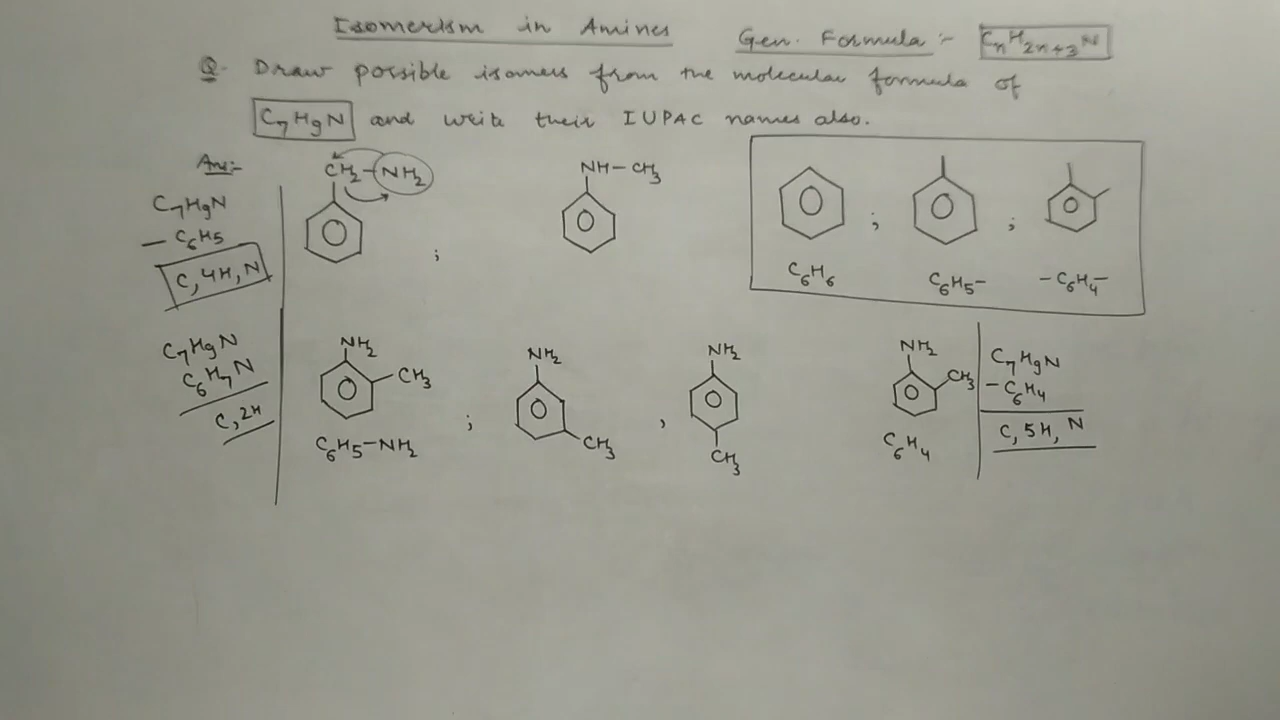 Isomerism in Amines Gen. Formula :- CnH2n+3N
Q. Draw possible isomers from the molecular formula of
C7H9N and write their IUPAC names also.
Ans:-
C7H9N
- C6H5
C, 4H, N
CH2-NH2
;
NH-CH3
;
;
C6H6
C6H5-
-C6H4-
C7H9N
C6H7N
C, 2H
NH2
CH3
C6H5-NH2
;
NH2
CH3
,
NH2
CH3
NH2
CH3
C6H4
C7H9N
- C6H4
C, 5H, N